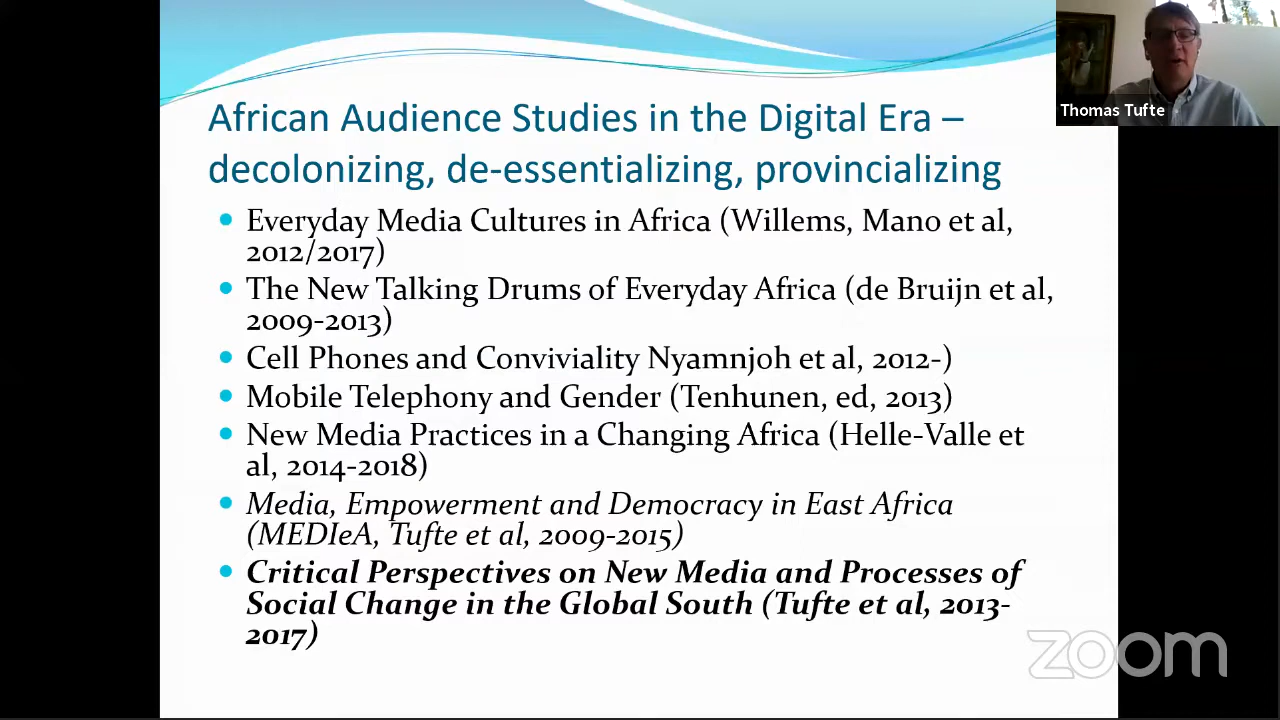 Thomas Tufte
African Audience Studies in the Digital Era –
decolonizing, de-essentializing, provincializing
• Everyday Media Cultures in Africa (Willems, Mano et al,
2012/2017)
• The New Talking Drums of Everyday Africa (de Bruijn et al,
2009-2013)
• Cell Phones and Conviviality Nyamnjoh et al, 2012-)
• Mobile Telephony and Gender (Tenhunen, ed, 2013)
• New Media Practices in a Changing Africa (Helle-Valle et
al, 2014-2018)
• Media, Empowerment and Democracy in East Africa
(MEDIeA, Tufte et al, 2009-2015)
• Critical Perspectives on New Media and Processes of
Social Change in the Global South (Tufte et al, 2013-
2017)
zoom